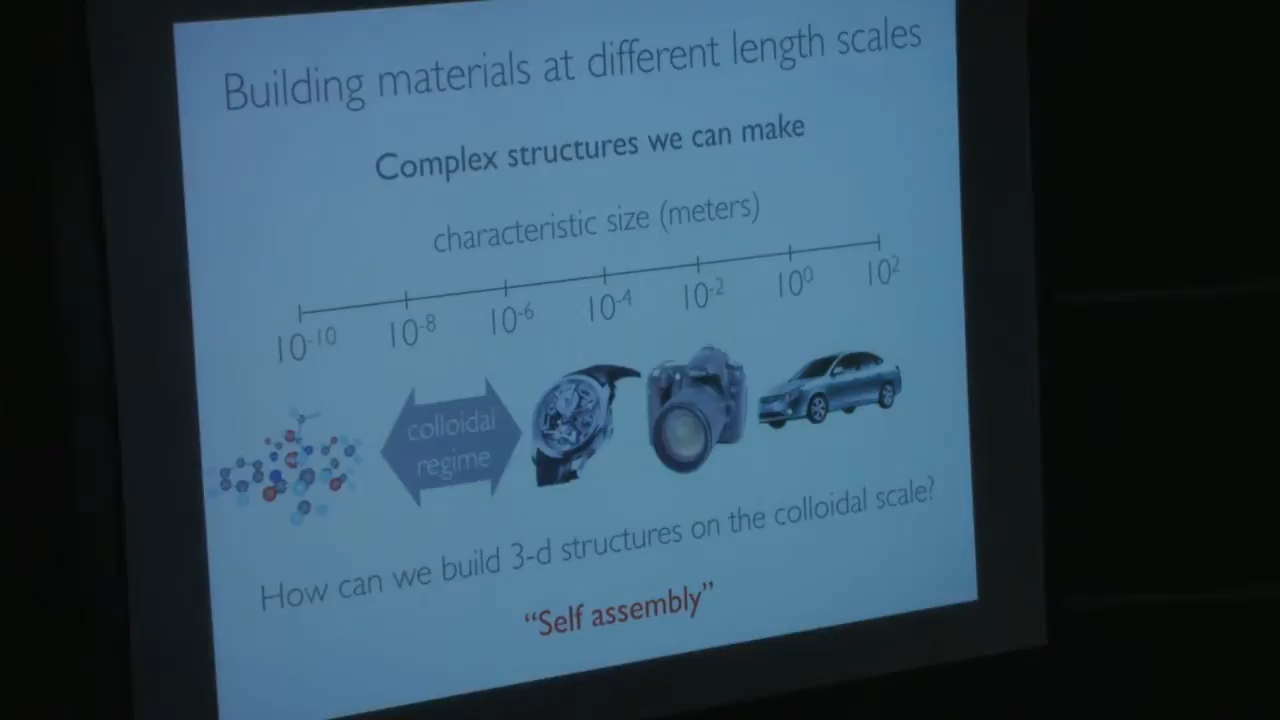 Building materials at different length scales
Complex structures we can make
characteristic size (meters)
10⁻¹⁰ 10⁻⁸ 10⁻⁶ 10⁻⁴ 10⁻² 10⁰ 10²
colloidal
regime
How can we build 3-d structures on the colloidal scale?
“Self assembly”